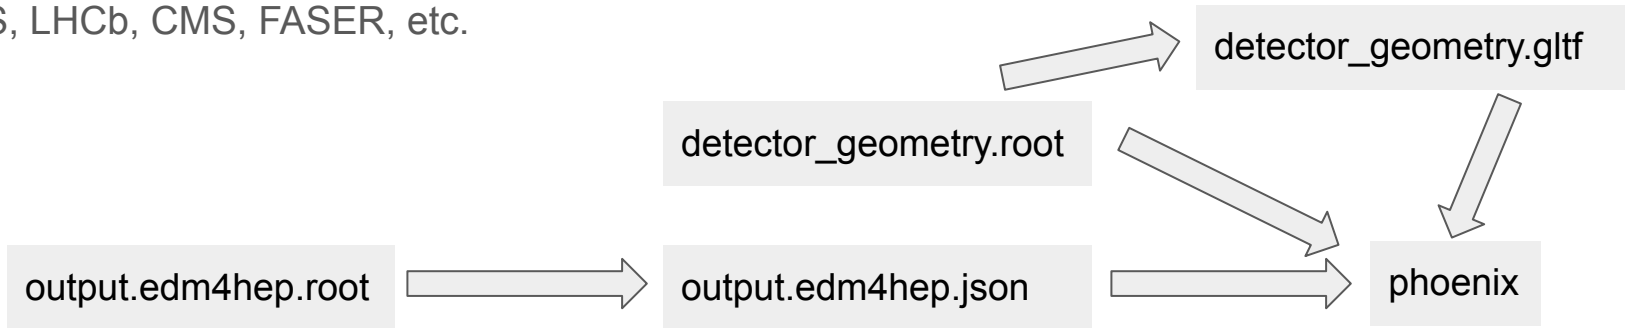 S, LHCb, CMS, FASER, etc.
detector_geometry.gltf
detector_geometry.root
output.edm4hep.root
output.edm4hep.json
phoenix